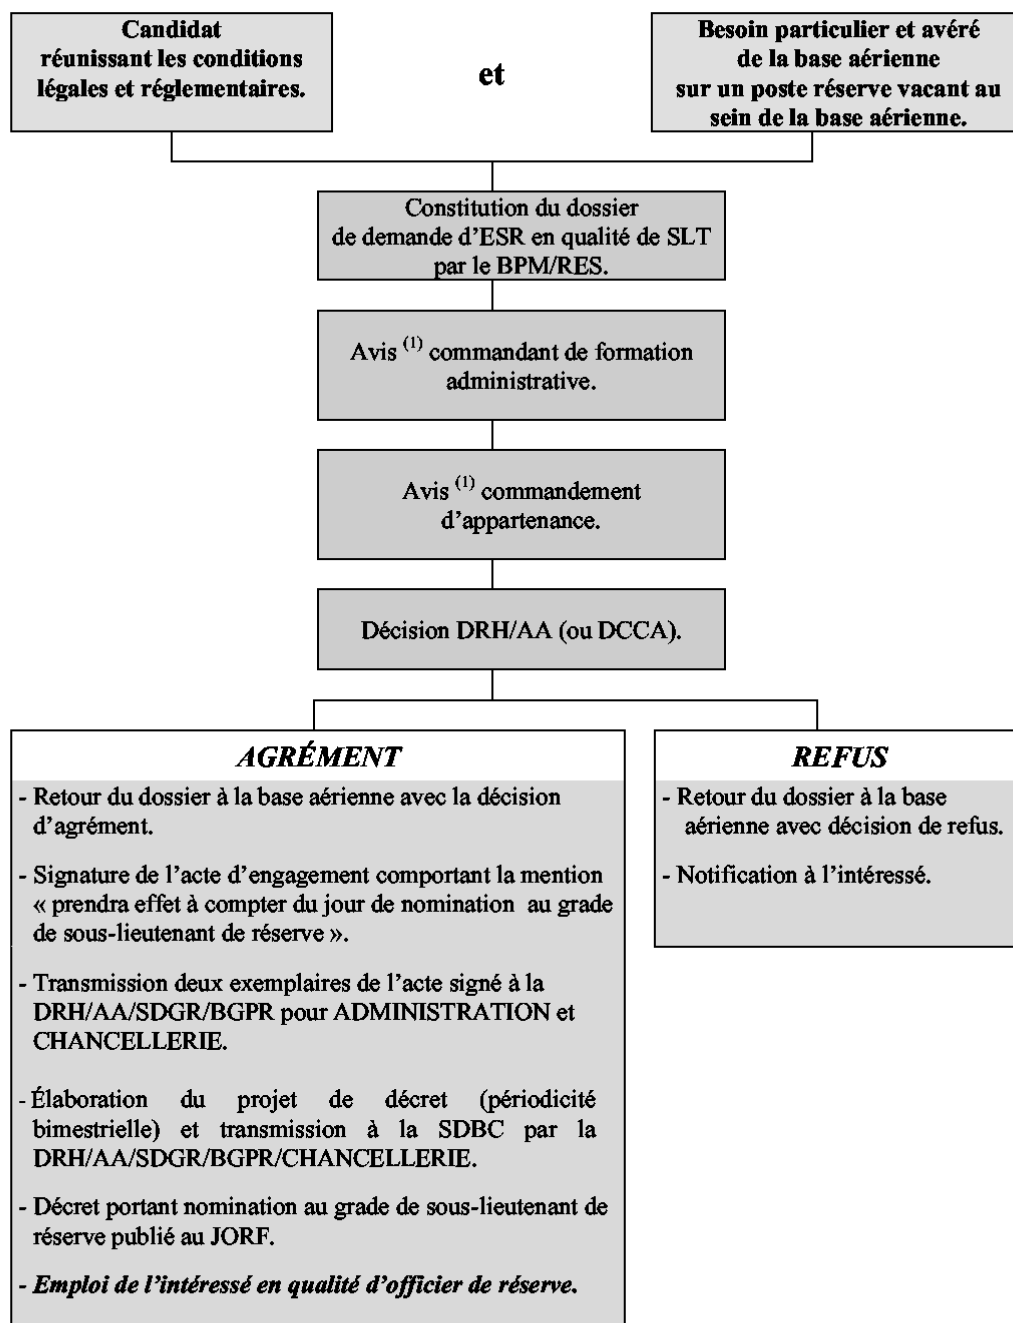 Candidat
réunissant les conditions
légales et réglementaires.
et
Besoin particulier et avéré
de la base aérienne
sur un poste réserve vacant au
sein de la base aérienne.
Constitution du dossier
de demande d’ESR en qualité de SLT
par le BPM/RES.
Avis (1) commandant de formation
administrative.
Avis (1) commandement
d’appartenance.
Décision DRH/AA (ou DCCA).
AGRÉMENT
- Retour du dossier à la base aérienne avec la décision
d’agrément.
- Signature de l’acte d’engagement comportant la mention
« prendra effet à compter du jour de nomination au grade
de sous-lieutenant de réserve ».
- Transmission deux exemplaires de l’acte signé à la
DRH/AA/SDGR/BGPR pour ADMINISTRATION et
CHANCELLERIE.
- Élaboration du projet de décret (périodicité
bimestrielle) et transmission à la SDBC par la
DRH/AA/SDGR/BGPR/CHANCELLERIE.
- Décret portant nomination au grade de sous-lieutenant de
réserve publié au JORF.
- Emploi de l’intéressé en qualité d’officier de réserve.
REFUS
- Retour du dossier à la base
aérienne avec décision de refus.
- Notification à l’intéressé.